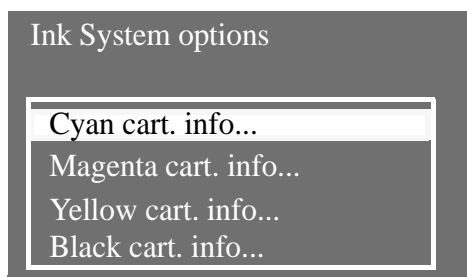 Ink System options
Cyan cart. info...
Magenta cart. info...
Yellow cart. info...
Black cart. info...